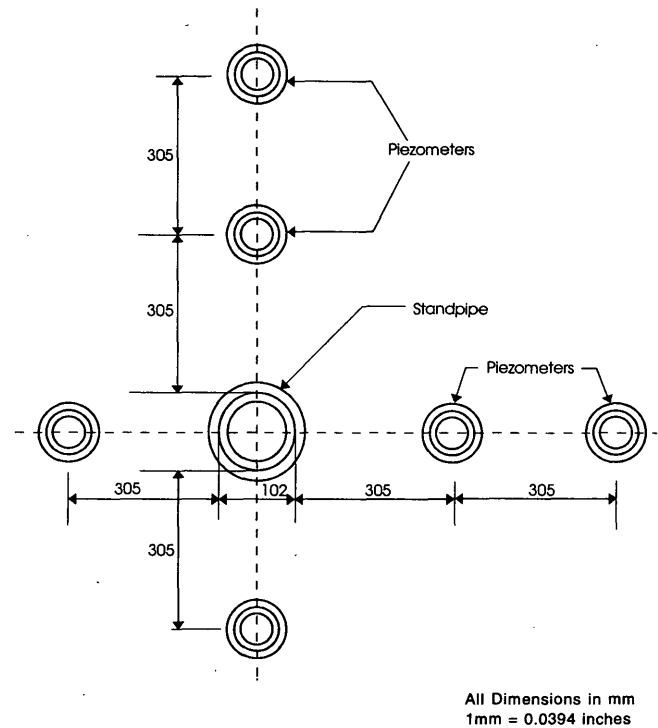 305
Piezometers
305
Standpipe
Piezometers
305
102
305
305
305
All Dimensions in mm
1mm = 0.0394 inches